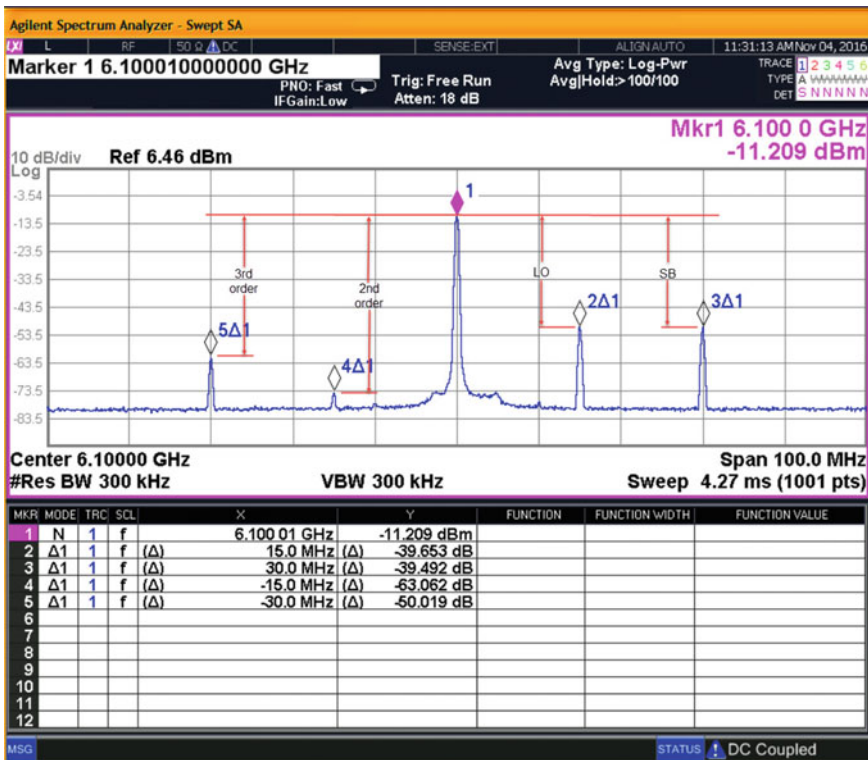 Agilent Spectrum Analyzer - Swept SA
LXI L RF 50 Ω DC SENSE:EXT ALIGN AUTO 11:31:13 AM Nov 04, 2016
Marker 1 6.100010000000 GHz
PNO: Fast
IFGain:Low
Trig: Free Run
Atten: 18 dB
Avg Type: Log-Pwr
Avg|Hold:>100/100
TRACE 1 2 3 4 5 6
TYPE A WWWWW
DET S N N N N N
Mkr1 6.100 0 GHz
-11.209 dBm
10 dB/div Ref 6.46 dBm
Log
-3.54
-13.5
-23.5
-33.5
-43.5
-53.5
-63.5
-73.5
-83.5
1
3rd
order
2nd
order
LO
SB
2Δ1
3Δ1
5Δ1
4Δ1
Center 6.10000 GHz Span 100.0 MHz
#Res BW 300 kHz VBW 300 kHz Sweep 4.27 ms (1001 pts)
MKR MODE TRC SCL X Y FUNCTION FUNCTION WIDTH FUNCTION VALUE
1 N 1 f 6.100 01 GHz -11.209 dBm
2 Δ1 1 f (Δ) 15.0 MHz (Δ) -39.653 dB
3 Δ1 1 f (Δ) 30.0 MHz (Δ) -39.492 dB
4 Δ1 1 f (Δ) -15.0 MHz (Δ) -63.062 dB
5 Δ1 1 f (Δ) -30.0 MHz (Δ) -50.019 dB
6
7
8
9
10
11
12
MSG STATUS DC Coupled